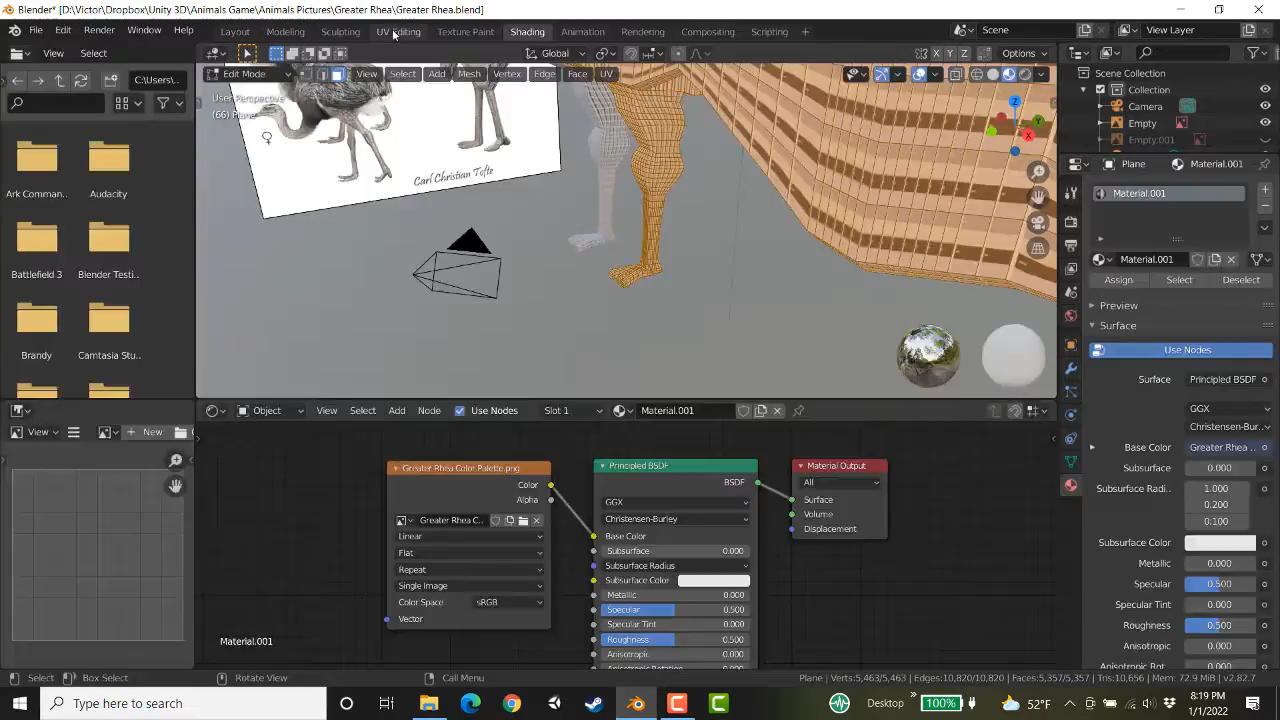 Blender* [D:\Victor\Dropbox\Unity 3D\Animals Game\Animals Pictures\Greater Rhea\Greater Rhea.blend]
File Edit Render Window Help Layout Modeling Sculpting UV Editing Texture Paint Shading Animation Rendering Compositing Scripting + Scene View Layer
View Select Global X Y Z Options
Edit Mode View Select Add Mesh Vertex Edge Face UV
C:\Users\..
User Perspective
(66) Plane
Carl Christian Tofte
Scene Collection
Collection
Camera
Empty
Empty.001
Plane Material.001
Material.001
Material.001
Assign Select Deselect
Preview
Surface
Use Nodes
Surface Principled BSDF
GGX
Christensen-Bur..
Base Color Greater Rhea ..
Subsurface 0.000
Subsurface Radi.. 1.000
0.200
0.100
Subsurface Color
Metallic 0.000
Specular 0.500
Specular Tint 0.000
Roughness 0.500
Anisotropic 0.000
Anisotropic Rot
Ark Comman.. Audacity
Battlefield 3 Blender Testi..
Brandy Camtasia Stu..
View New
Object View Select Add Node Use Nodes Slot 1 Material.001
Greater Rhea Color Palette.png
Color
Alpha
Greater Rhea C..
Linear
Flat
Repeat
Single Image
Color Space sRGB
Vector
Principled BSDF
BSDF
GGX
Christensen-Burley
Base Color
Subsurface 0.000
Subsurface Radius
Subsurface Color
Metallic 0.000
Specular 0.500
Specular Tint 0.000
Roughness 0.500
Anisotropic 0.000
Anisotropic Rotation 0.000
Material Output
All
Surface
Volume
Displacement
Material.001
Select Box Select Rotate View Call Menu Plane | Verts:5,463/5,463 | Edges:10,820/10,820 | Faces:5,357/5,357 | Tris:10,656 | Mem: 72.9 MiB | v2.82.7
Type here to search Desktop 100% 52°F 8:19 PM
1/1/2022